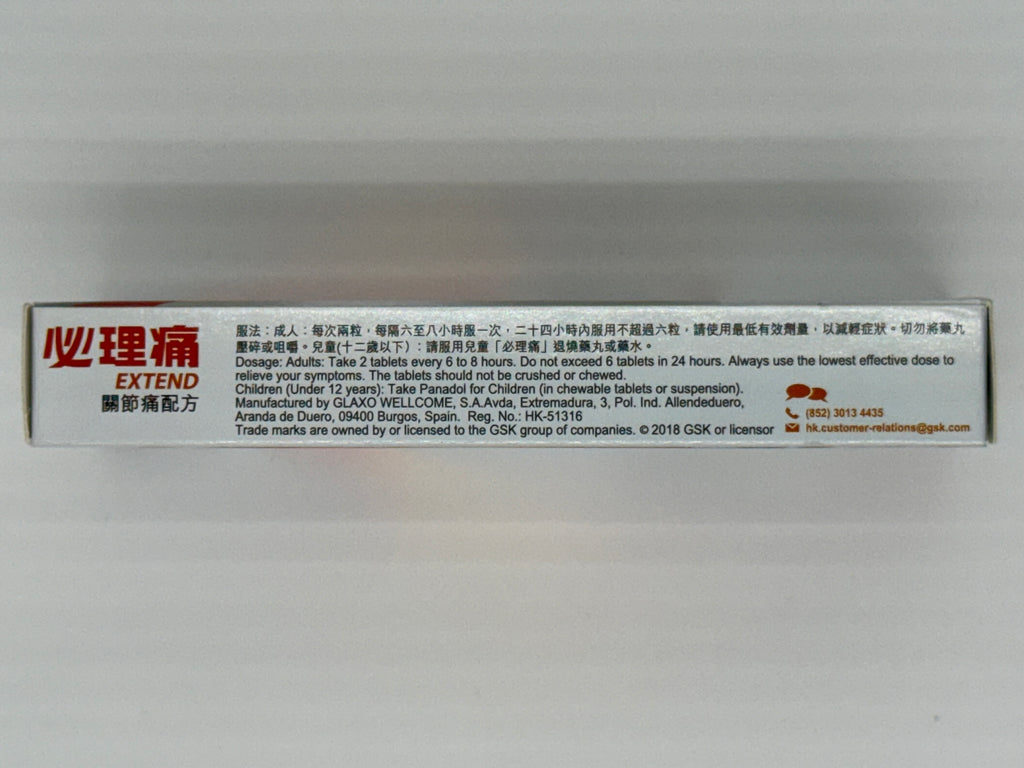 必理痛
EXTEND
關節痛配方
服法：成人：每次兩粒，每隔六至八小時服一次，二十四小時內服用不超過六粒，請使用最低有效劑量，以減輕症狀。切勿將藥丸
壓碎或咀嚼。兒童(十二歲以下)：請服用兒童「必理痛」退燒藥丸或藥水。
Dosage: Adults: Take 2 tablets every 6 to 8 hours. Do not exceed 6 tablets in 24 hours. Always use the lowest effective dose to
relieve your symptoms. The tablets should not be crushed or chewed.
Children (Under 12 years): Take Panadol for Children (in chewable tablets or suspension).
Manufactured by GLAXO WELLCOME, S.A.Avda, Extremadura, 3, Pol. Ind. Allendeduero,
Aranda de Duero, 09400 Burgos, Spain. Reg. No.: HK-51316
Trade marks are owned by or licensed to the GSK group of companies. © 2018 GSK or licensor
(852) 3013 4435
hk.customer-relations@gsk.com